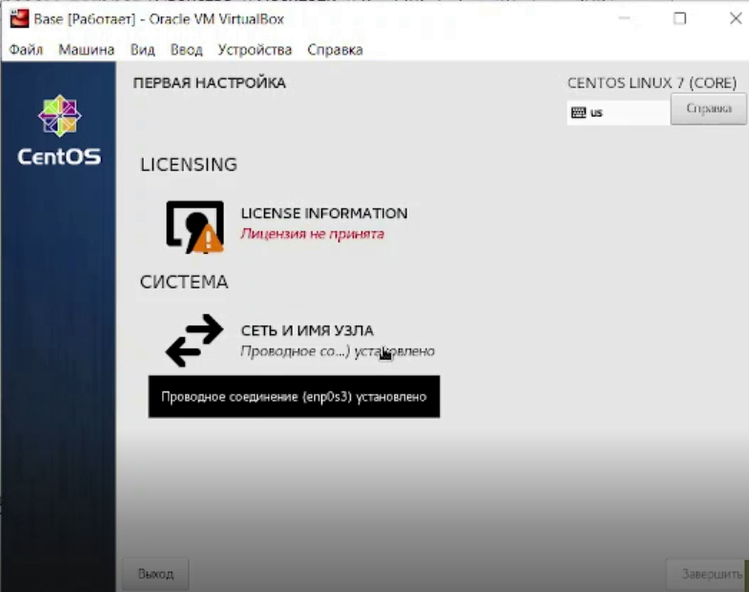 Base [Работает] - Oracle VM VirtualBox
Файл Машина Вид Ввод Устройства Справка
ПЕРВАЯ НАСТРОЙКА
CENTOS LINUX 7 (CORE)
us
Справка
CentOS
LICENSING
LICENSE INFORMATION
Лицензия не принята
СИСТЕМА
СЕТЬ И ИМЯ УЗЛА
Проводное со...) установлено
Проводное соединение (enp0s3) установлено
Выход
Завершить